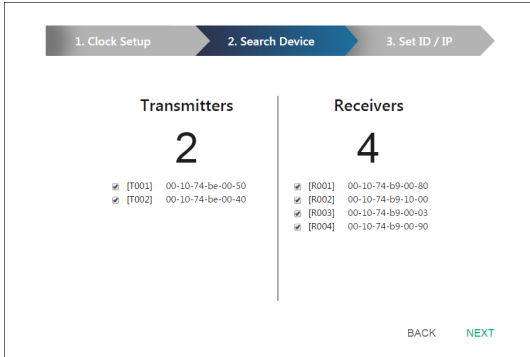 1. Clock Setup
2. Search Device
3. Set ID / IP
Transmitters
2
[T001] 00-10-74-be-00-50
[T002] 00-10-74-be-00-40
Receivers
4
[R001] 00-10-74-b9-00-80
[R002] 00-10-74-b9-10-00
[R003] 00-10-74-b9-00-03
[R004] 00-10-74-b9-00-90
BACK
NEXT